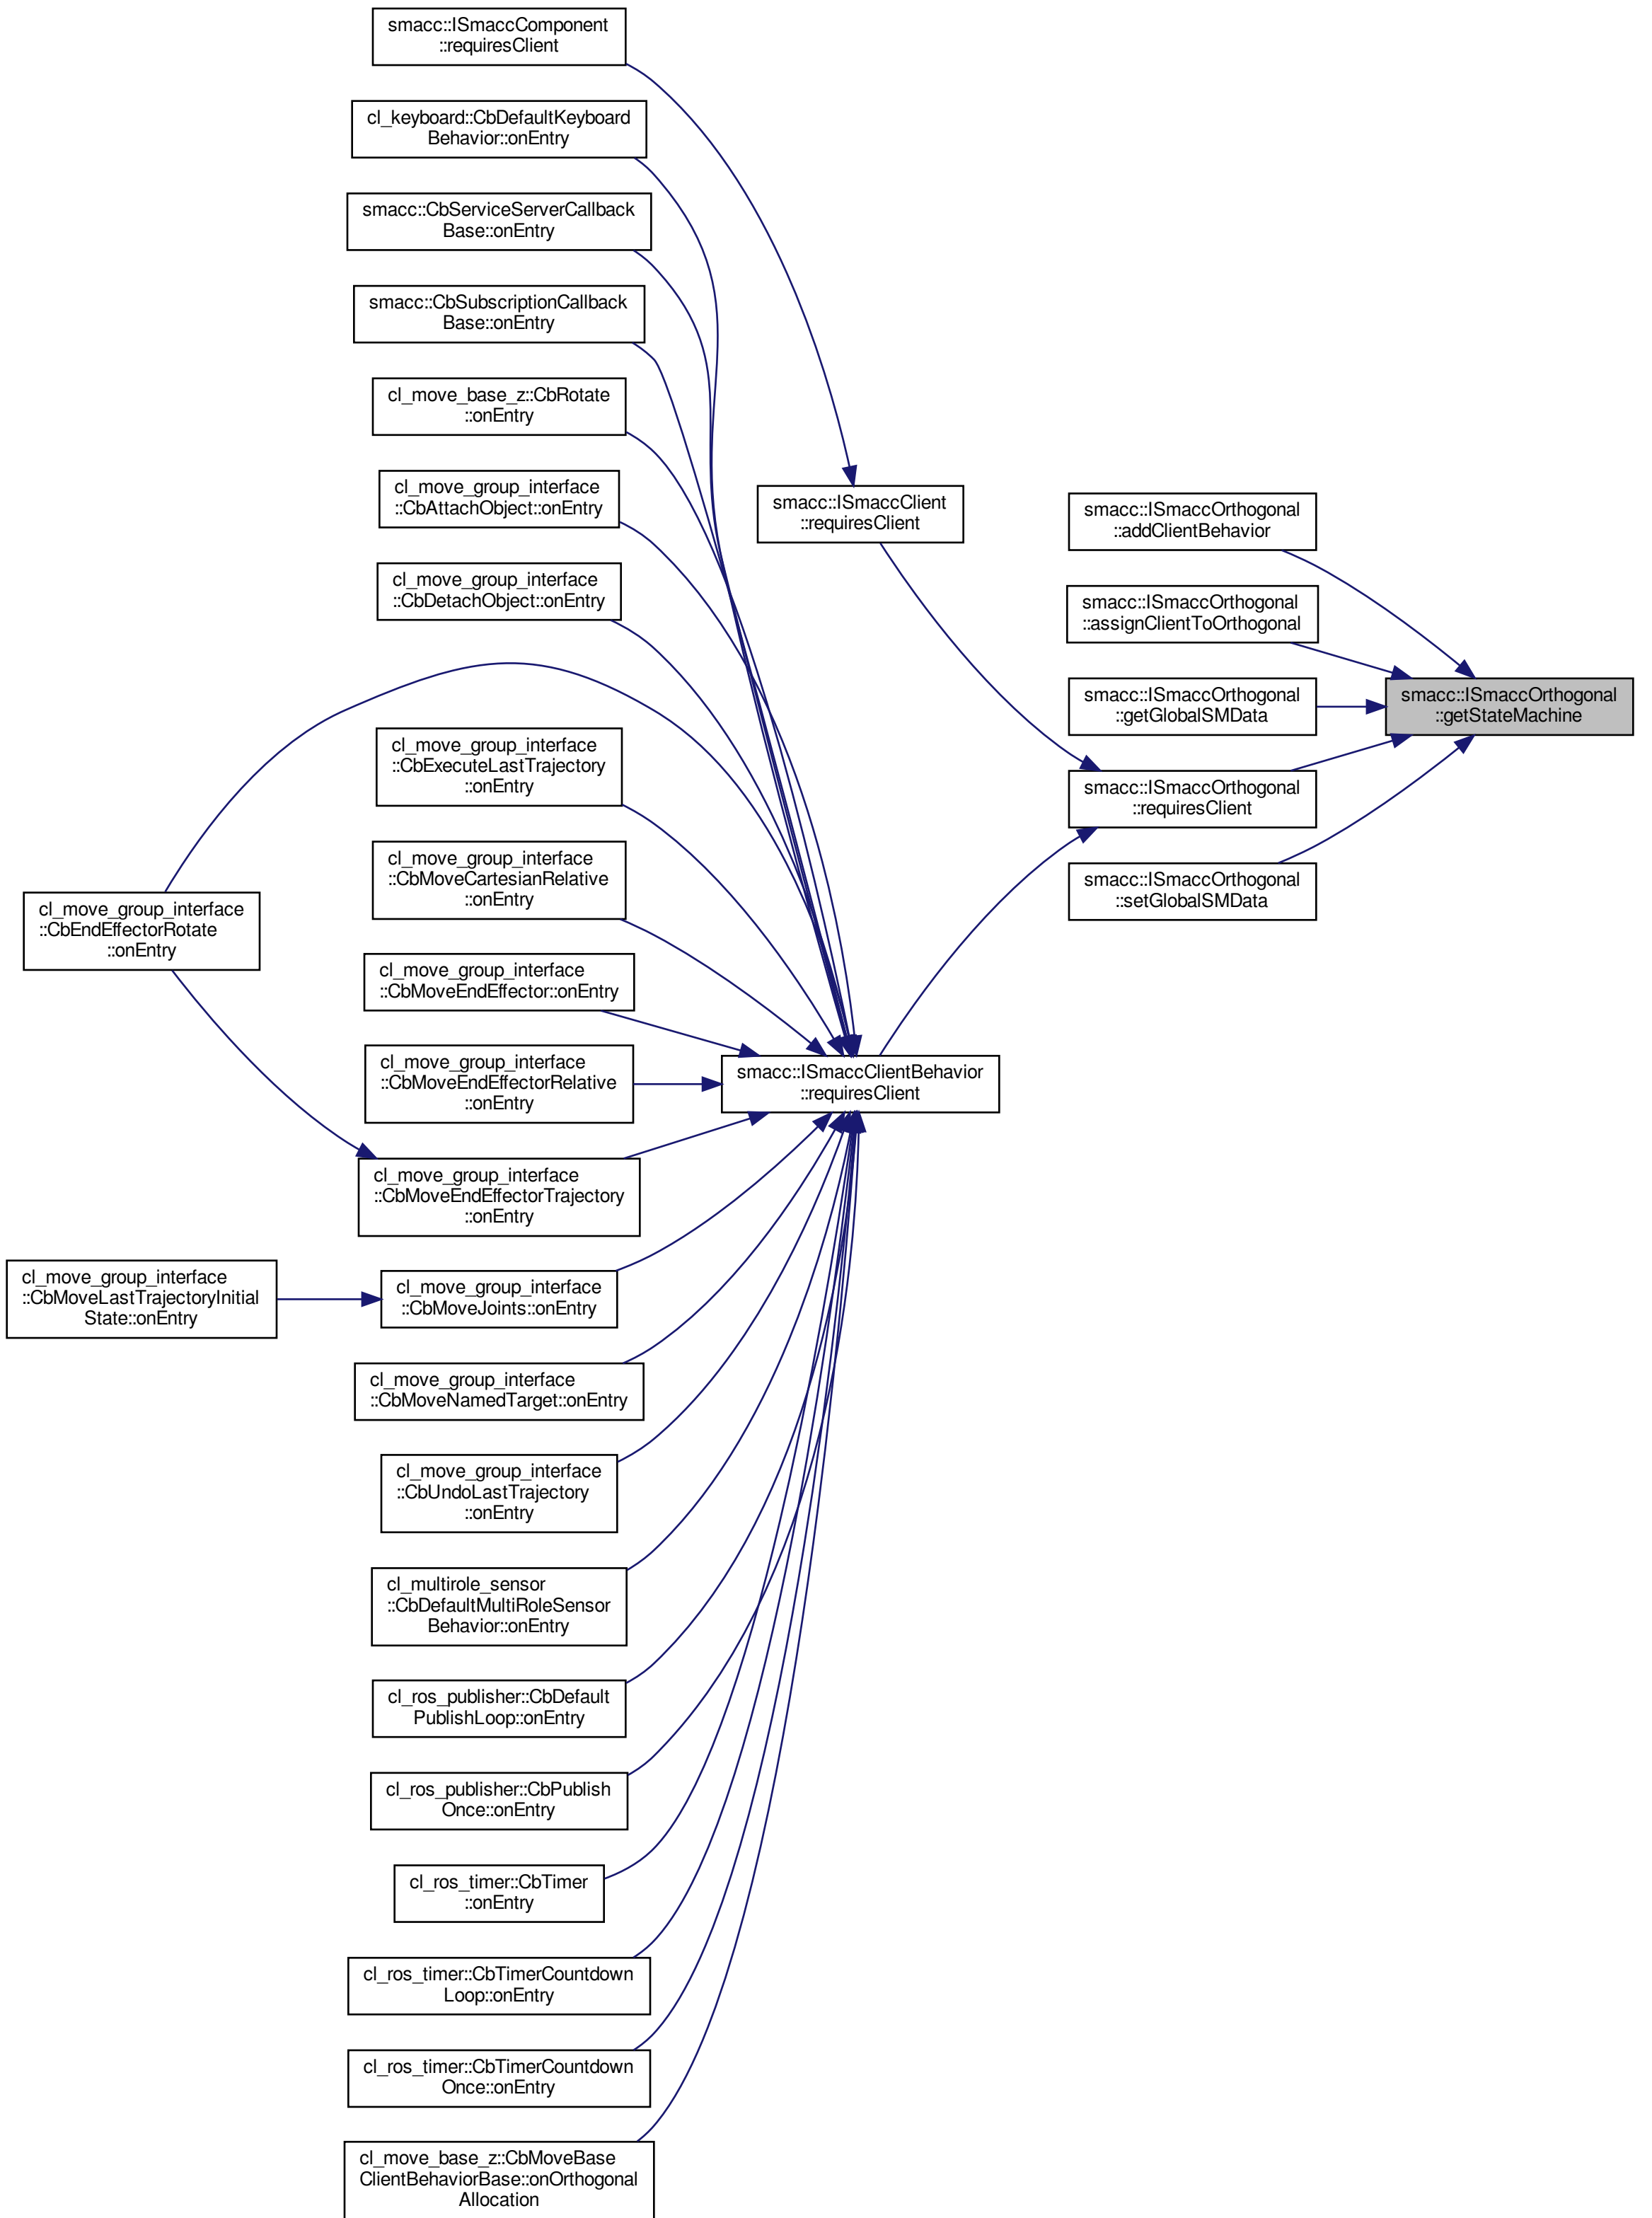 smacc::ISmaccComponent
::requiresClient
cl_keyboard::CbDefaultKeyboard
Behavior::onEntry
smacc::CbServiceServerCallback
Base::onEntry
smacc::CbSubscriptionCallback
Base::onEntry
cl_move_base_z::CbRotate
::onEntry
cl_move_group_interface
::CbAttachObject::onEntry
cl_move_group_interface
::CbDetachObject::onEntry
cl_move_group_interface
::CbExecuteLastTrajectory
::onEntry
cl_move_group_interface
::CbMoveCartesianRelative
::onEntry
cl_move_group_interface
::CbEndEffectorRotate
::onEntry
cl_move_group_interface
::CbMoveEndEffector::onEntry
cl_move_group_interface
::CbMoveEndEffectorRelative
::onEntry
cl_move_group_interface
::CbMoveEndEffectorTrajectory
::onEntry
cl_move_group_interface
::CbMoveLastTrajectoryInitial
State::onEntry
cl_move_group_interface
::CbMoveJoints::onEntry
cl_move_group_interface
::CbMoveNamedTarget::onEntry
cl_move_group_interface
::CbUndoLastTrajectory
::onEntry
cl_multirole_sensor
::CbDefaultMultiRoleSensor
Behavior::onEntry
cl_ros_publisher::CbDefault
PublishLoop::onEntry
cl_ros_publisher::CbPublish
Once::onEntry
cl_ros_timer::CbTimer
::onEntry
cl_ros_timer::CbTimerCountdown
Loop::onEntry
cl_ros_timer::CbTimerCountdown
Once::onEntry
cl_move_base_z::CbMoveBase
ClientBehaviorBase::onOrthogonal
Allocation
smacc::ISmaccClient
::requiresClient
smacc::ISmaccClientBehavior
::requiresClient
smacc::ISmaccOrthogonal
::addClientBehavior
smacc::ISmaccOrthogonal
::assignClientToOrthogonal
smacc::ISmaccOrthogonal
::getGlobalSMData
smacc::ISmaccOrthogonal
::requiresClient
smacc::ISmaccOrthogonal
::setGlobalSMData
smacc::ISmaccOrthogonal
::getStateMachine